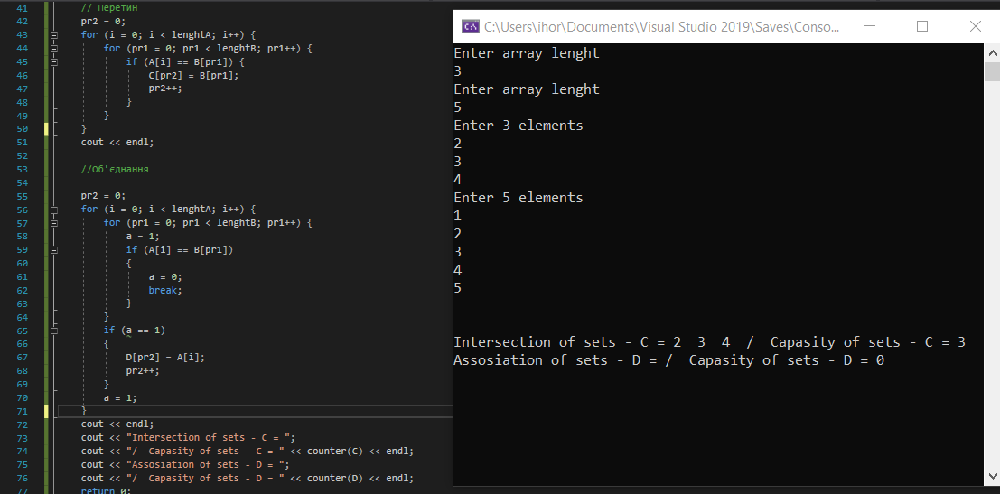 41 // Перетин
42 pr2 = 0;
43 for (i = 0; i < lenghtA; i++) {
44 for (pr1 = 0; pr1 < lenghtB; pr1++) {
45 if (A[i] == B[pr1]) {
46 C[pr2] = B[pr1];
47 pr2++;
48 }
49 }
50 }
51 cout << endl;
52
53 //Об'єднання
54
55 pr2 = 0;
56 for (i = 0; i < lenghtA; i++) {
57 for (pr1 = 0; pr1 < lenghtB; pr1++) {
58 a = 1;
59 if (A[i] == B[pr1])
60 {
61 a = 0;
62 break;
63 }
64 }
65 if (a == 1)
66 {
67 D[pr2] = A[i];
68 pr2++;
69 }
70 a = 1;
71 }
72 cout << endl;
73 cout << "Intersection of sets - C = ";
74 cout << "/  Capasity of sets - C = " << counter(C) << endl;
75 cout << "Assosiation of sets - D = ";
76 cout << "/  Capasity of sets - D = " << counter(D) << endl;
77 return 0;
C:\Users\ihor\Documents\Visual Studio 2019\Saves\Conso...
Enter array lenght
3
Enter array lenght
5
Enter 3 elements
2
3
4
Enter 5 elements
1
2
3
4
5
Intersection of sets - C = 2  3  4  /  Capasity of sets - C = 3
Assosiation of sets - D = /  Capasity of sets - D = 0